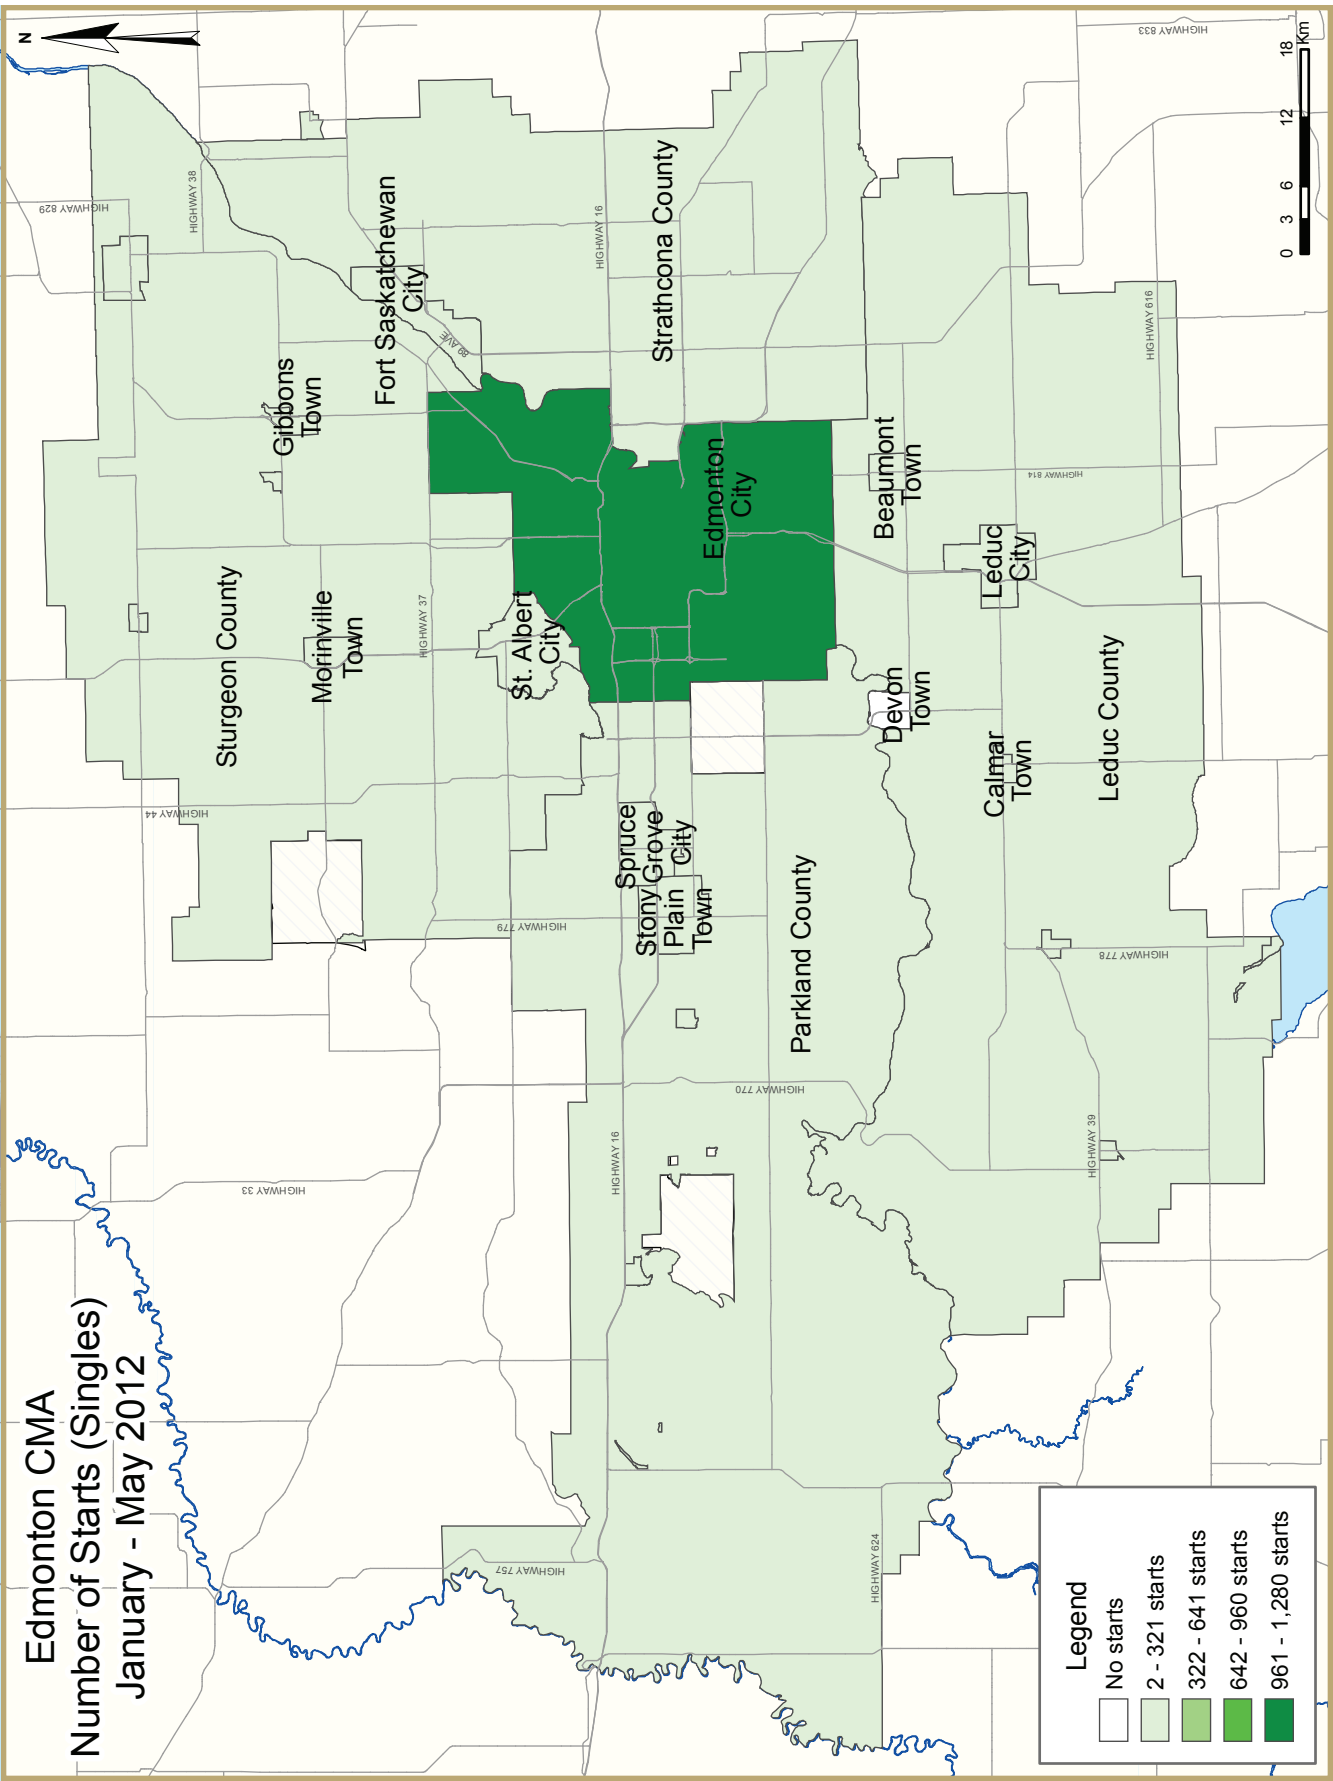 Edmonton CMA
Number of Starts (Singles)
January - May 2012
N
HIGHWAY 829
HIGHWAY 38
HIGHWAY 833
Gibbons
Town
Fort Saskatchewan
City
89 AVE
Sturgeon County
Morinville
Town
HIGHWAY 44
HIGHWAY 37
HIGHWAY 33
St. Albert
City
HIGHWAY 779
HIGHWAY 757
HIGHWAY 16
HIGHWAY 16
Strathcona County
Edmonton
City
Spruce
Grove
City
Stony
Plain
Town
Parkland County
HIGHWAY 770
HIGHWAY 624
Beaumont
Town
Devon
Town
Leduc
City
Calmar
Town
Leduc County
HIGHWAY 814
HIGHWAY 616
HIGHWAY 778
HIGHWAY 39
Legend
No starts
2 - 321 starts
322 - 641 starts
642 - 960 starts
961 - 1,280 starts
0 3 6 12 18
Km